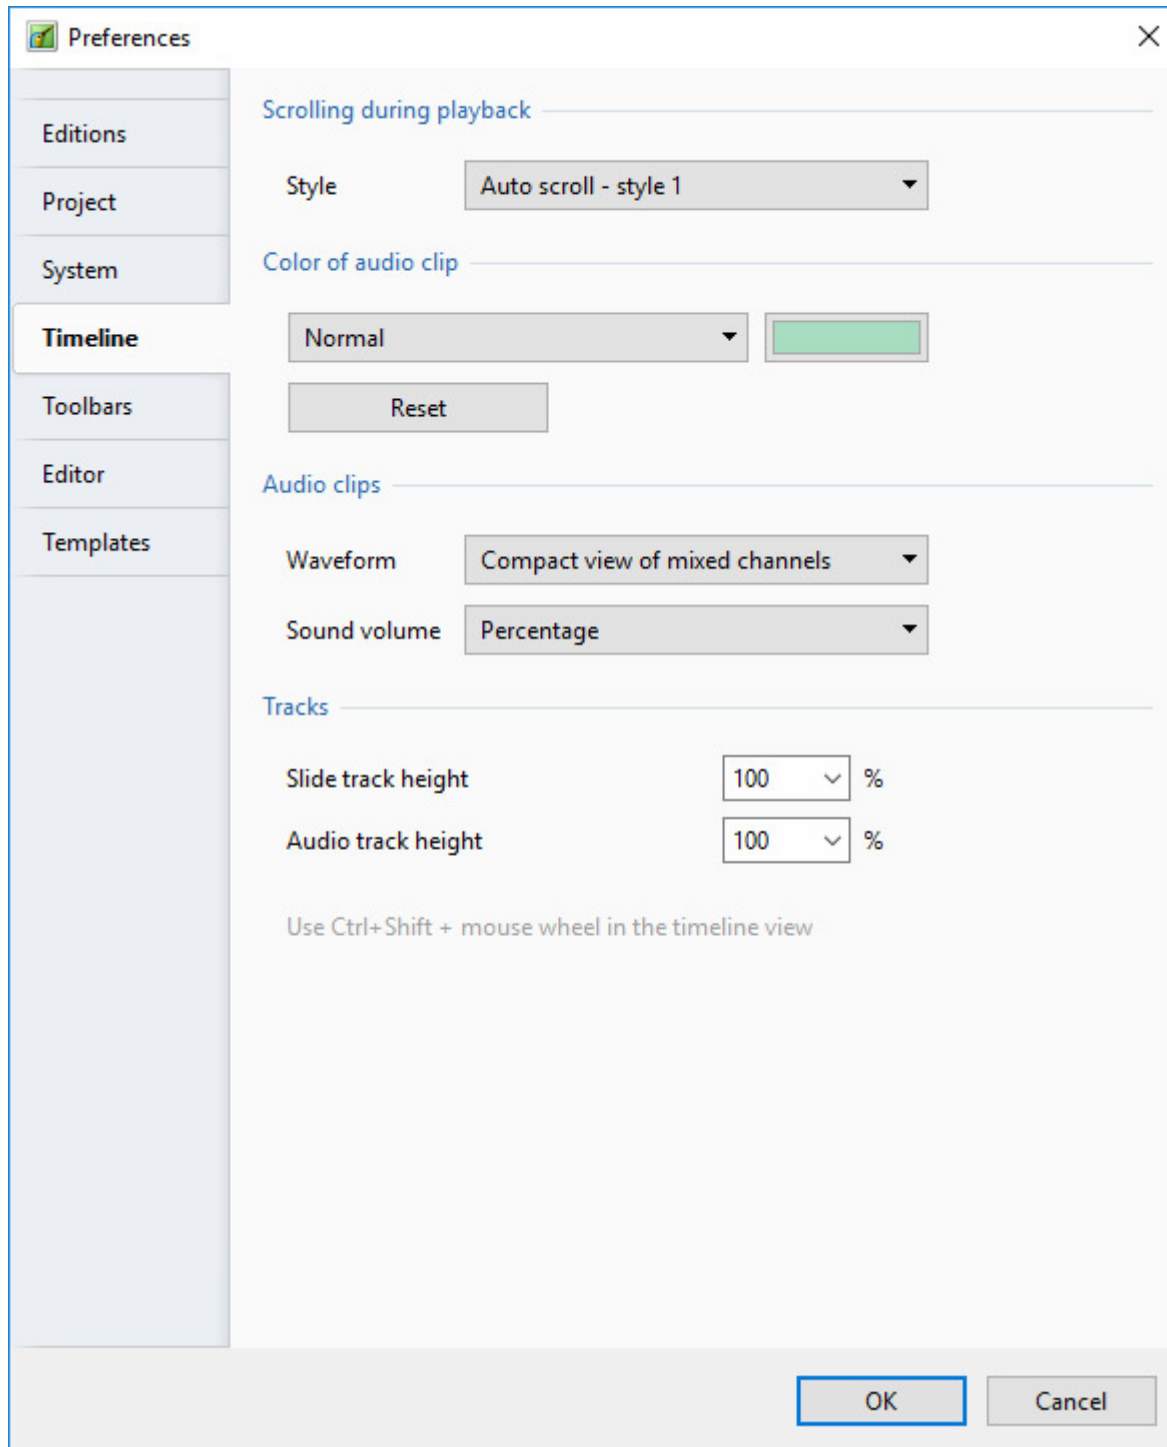 Preferences
Editions
Project
System
Timeline
Toolbars
Editor
Templates
Scrolling during playback
Style Auto scroll - style 1
Color of audio clip
Normal
Reset
Audio clips
Waveform Compact view of mixed channels
Sound volume Percentage
Tracks
Slide track height 100 %
Audio track height 100 %
Use Ctrl+Shift + mouse wheel in the timeline view
OK Cancel